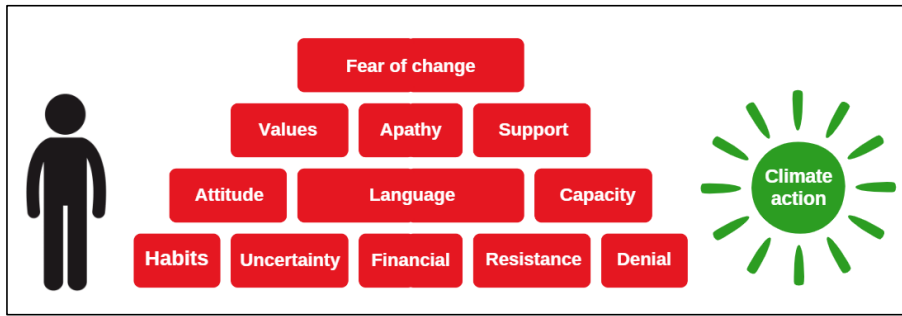 Fear of change
Values Apathy Support
Attitude Language Capacity
Climate
action
Habits Uncertainty Financial Resistance Denial